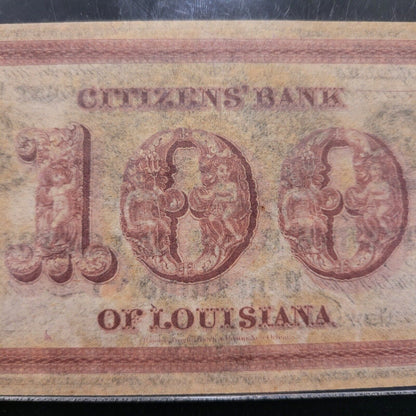 CITIZENS' BANK
100
OF LOUISIANA